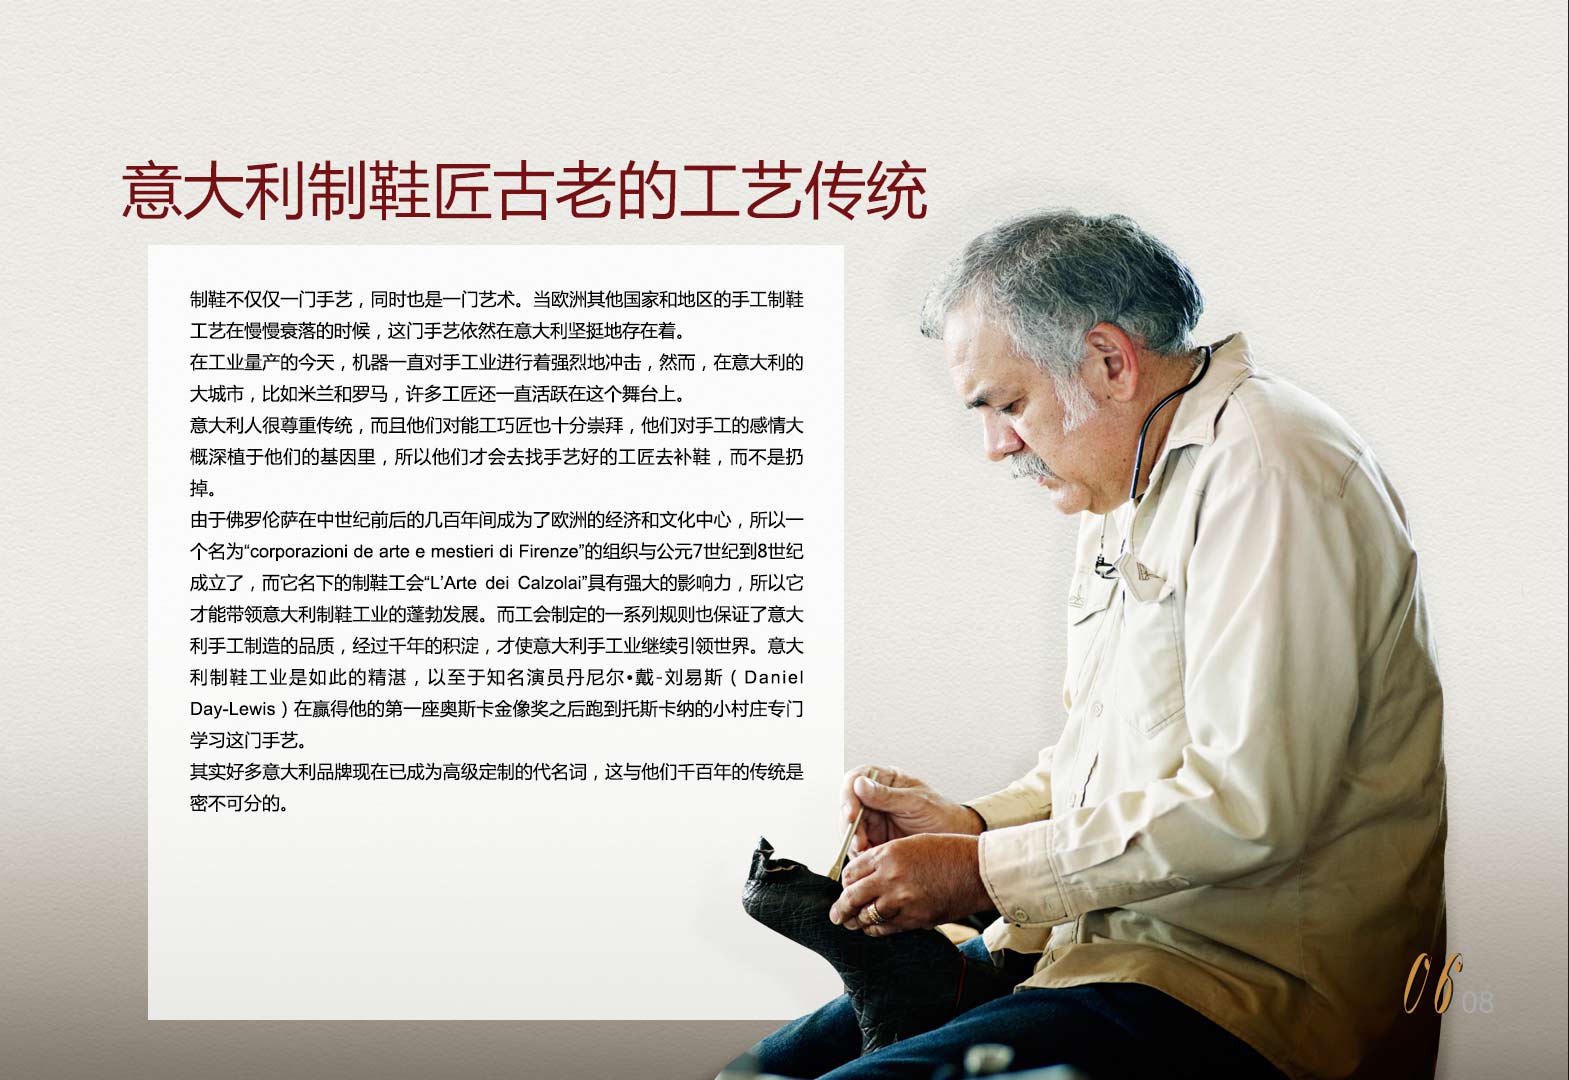 意大利制鞋匠古老的工艺传统
制鞋不仅仅一门手艺，同时也是一门艺术。当欧洲其他国家和地区的手工制鞋
工艺在慢慢衰落的时候，这门手艺依然在意大利坚挺地存在着。
在工业量产的今天，机器一直对手工业进行着强烈地冲击，然而，在意大利的
大城市，比如米兰和罗马，许多工匠还一直活跃在这个舞台上。
意大利人很尊重传统，而且他们对能工巧匠也十分崇拜，他们对手工的感情大
概深植于他们的基因里，所以他们才会去找手艺好的工匠去补鞋，而不是扔
掉。
由于佛罗伦萨在中世纪前后的几百年间成为了欧洲的经济和文化中心，所以一
个名为“corporazioni de arte e mestieri di Firenze”的组织与公元7世纪到8世纪
成立了，而它名下的制鞋工会“L’Arte dei Calzolai”具有强大的影响力，所以它
才能带领意大利制鞋工业的蓬勃发展。而工会制定的一系列规则也保证了意大
利手工制造的品质，经过千年的积淀，才使意大利手工业继续引领世界。意大
利制鞋工业是如此的精湛，以至于知名演员丹尼尔•戴-刘易斯（Daniel
Day-Lewis）在赢得他的第一座奥斯卡金像奖之后跑到托斯卡纳的小村庄专门
学习这门手艺。
其实好多意大利品牌现在已成为高级定制的代名词，这与他们千百年的传统是
密不可分的。
06 08